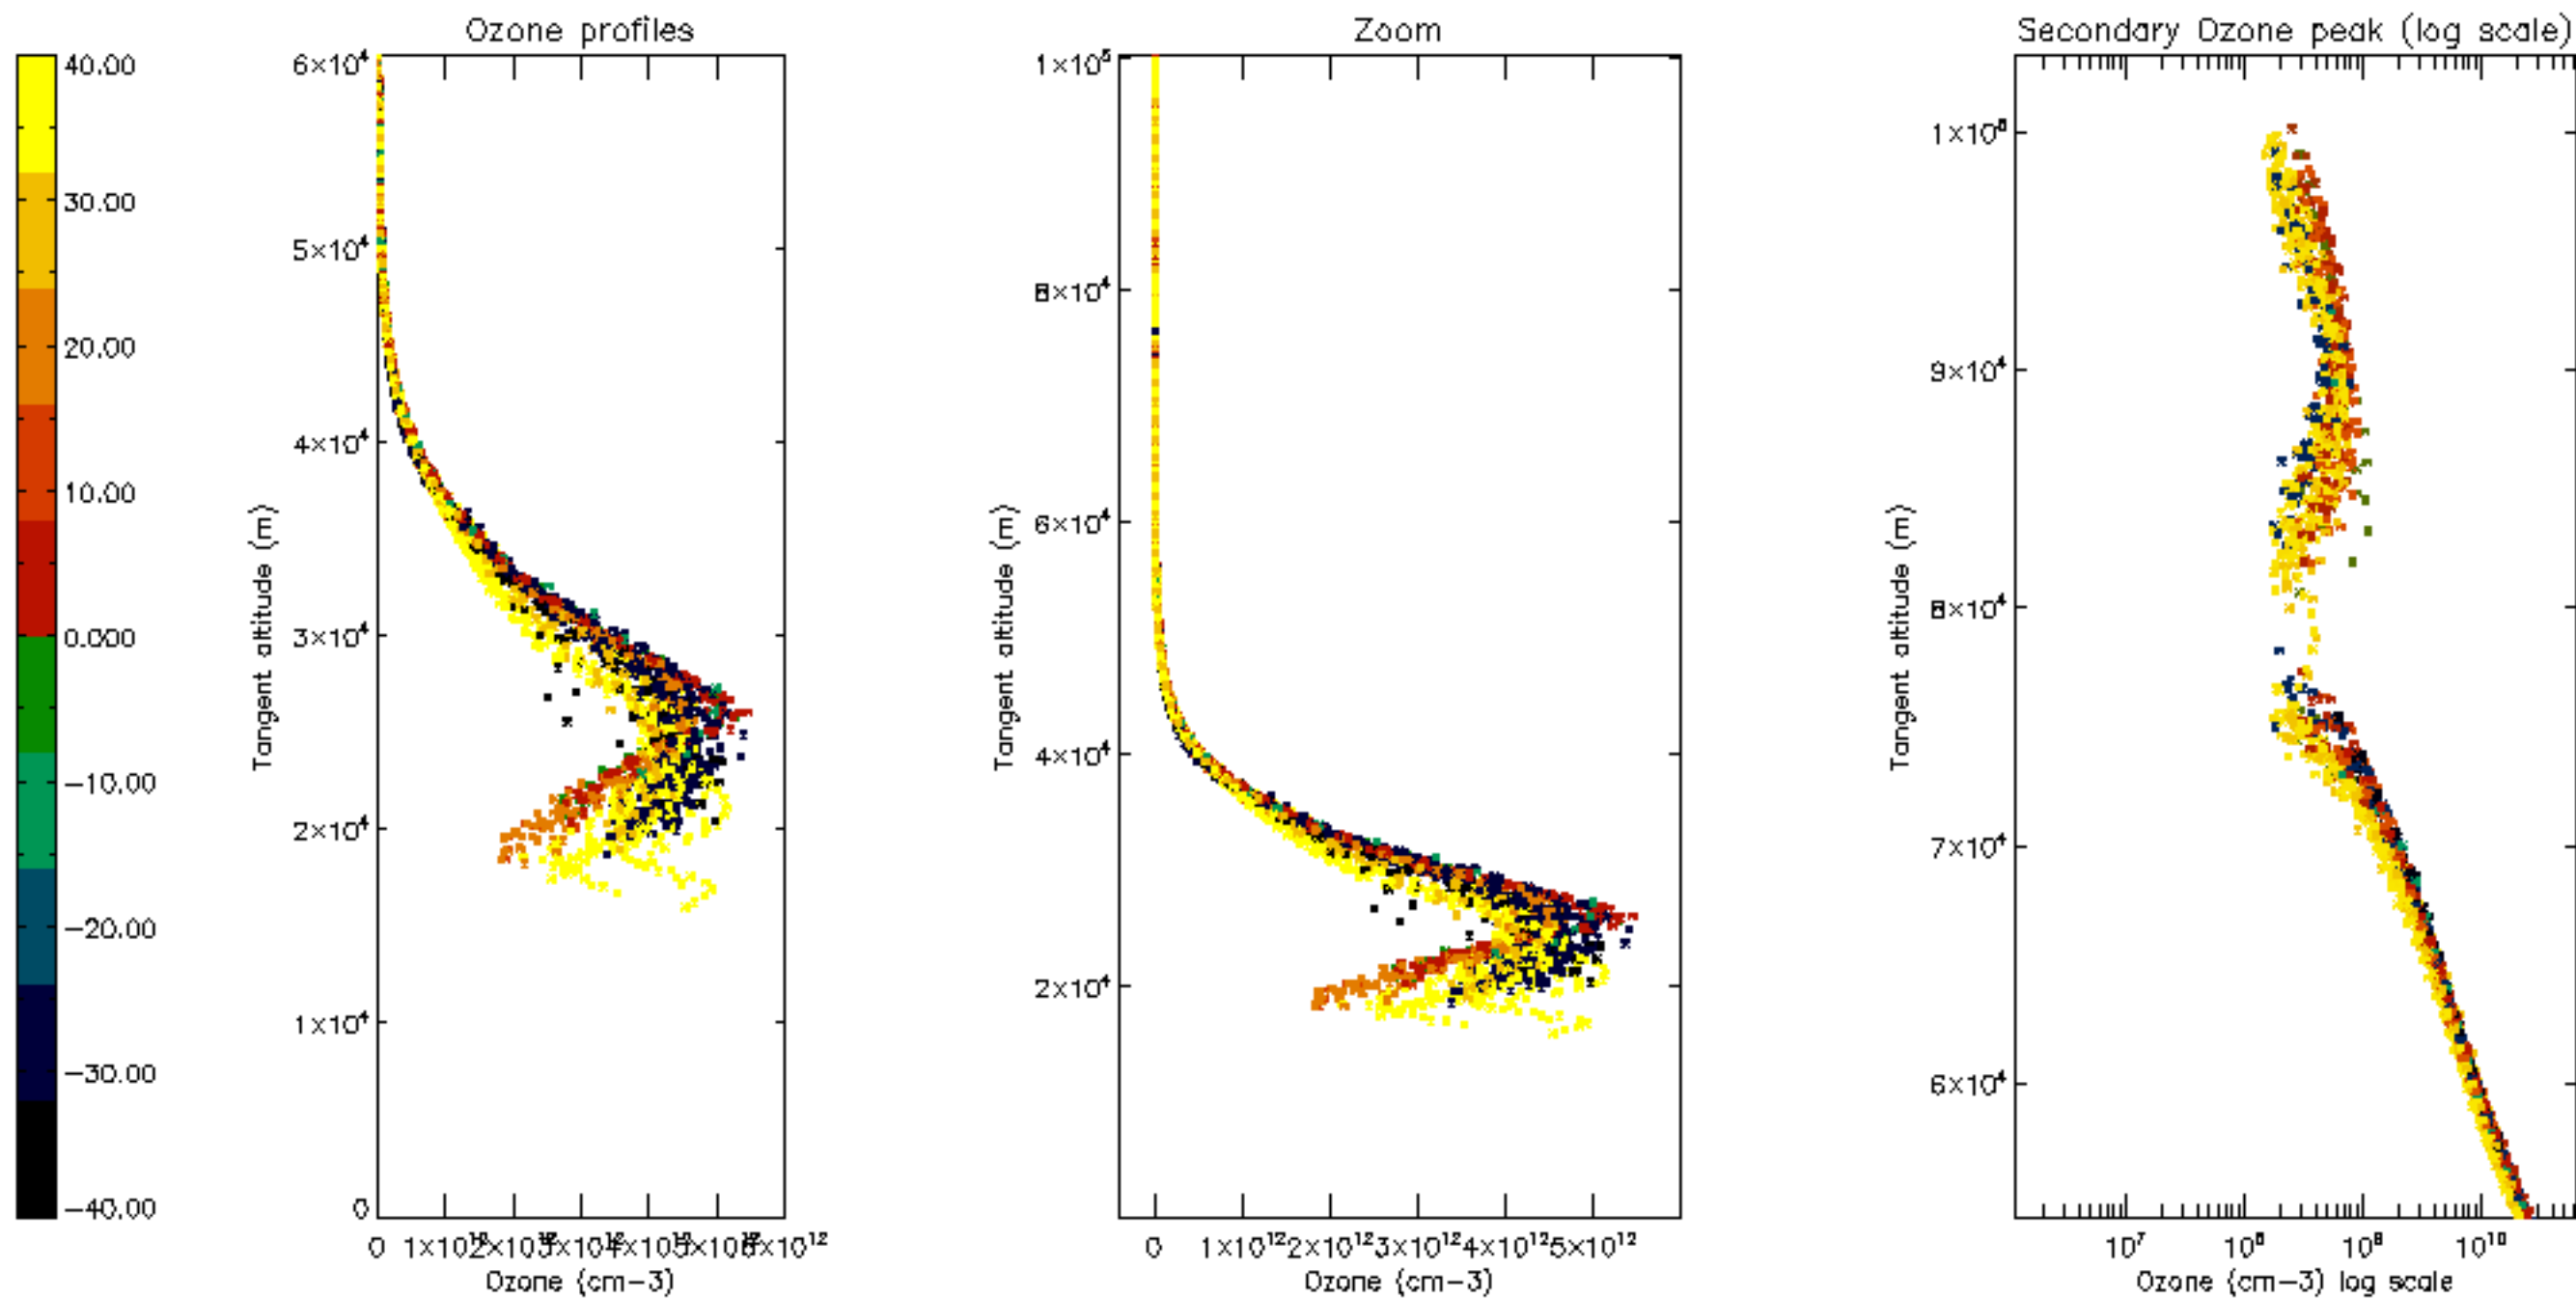 Ozone profiles
Zoom
Secondary Ozone peak (log scale)
40.00
30.00
20.00
10.00
−10.00
−20.00
−30.00
−40.00
6×10⁴
5×10⁴
4×10⁴
3×10⁴
2×10⁴
1×10⁴
0
Tangent altitude (m)
0
Ozone (cm−3)
1×10⁵
8×10⁴
6×10⁴
4×10⁴
2×10⁴
Tangent altitude (m)
0 1×10¹² 2×10¹² 3×10¹² 4×10¹² 5×10¹²
Ozone (cm−3)
9×10⁴
8×10⁴
7×10⁴
6×10⁴
Tangent altitude (m)
10⁷ 10⁸ 10⁹ 10¹⁰
Ozone (cm−3) log scale